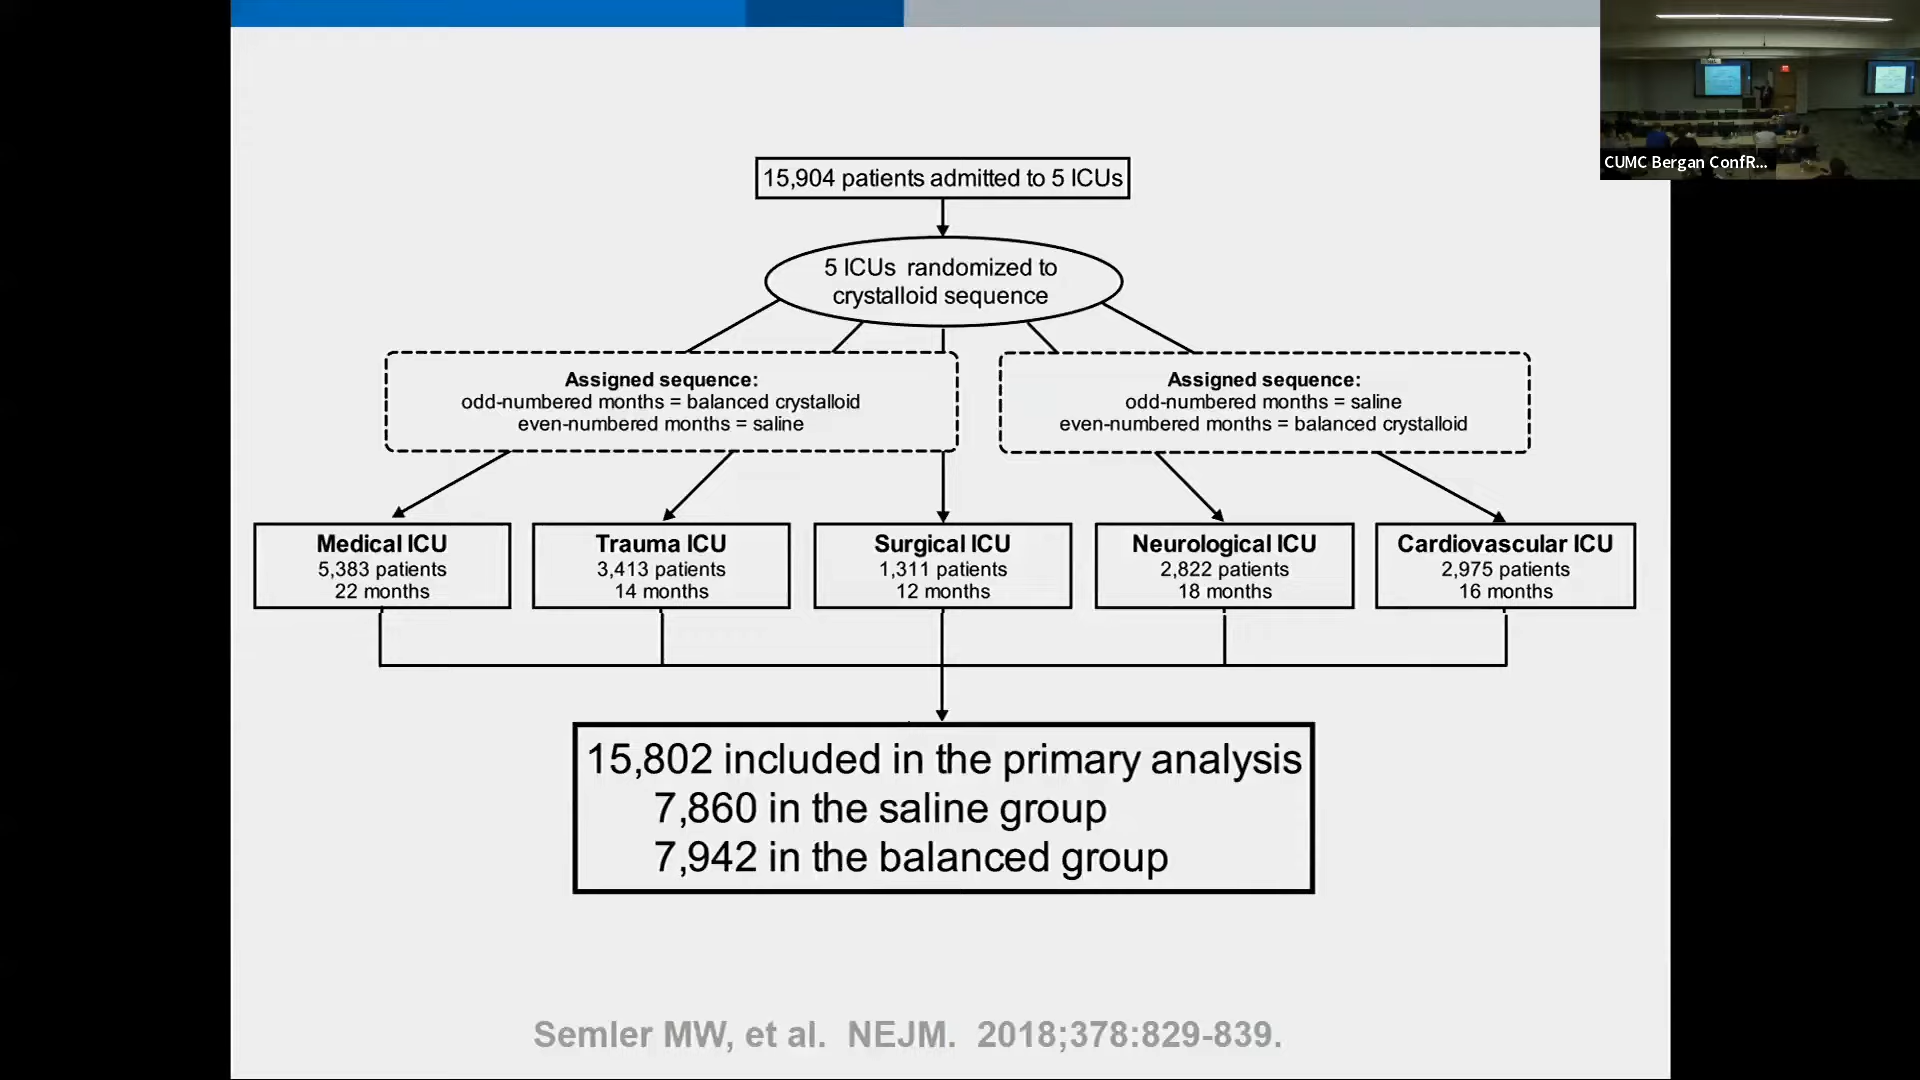 CUMC Bergan ConfR...
15,904 patients admitted to 5 ICUs
5 ICUs randomized to
crystalloid sequence
Assigned sequence:
odd-numbered months = balanced crystalloid
even-numbered months = saline
Assigned sequence:
odd-numbered months = saline
even-numbered months = balanced crystalloid
Medical ICU
5,383 patients
22 months
Trauma ICU
3,413 patients
14 months
Surgical ICU
1,311 patients
12 months
Neurological ICU
2,822 patients
18 months
Cardiovascular ICU
2,975 patients
16 months
15,802 included in the primary analysis
7,860 in the saline group
7,942 in the balanced group
Semler MW, et al. NEJM. 2018;378:829-839.